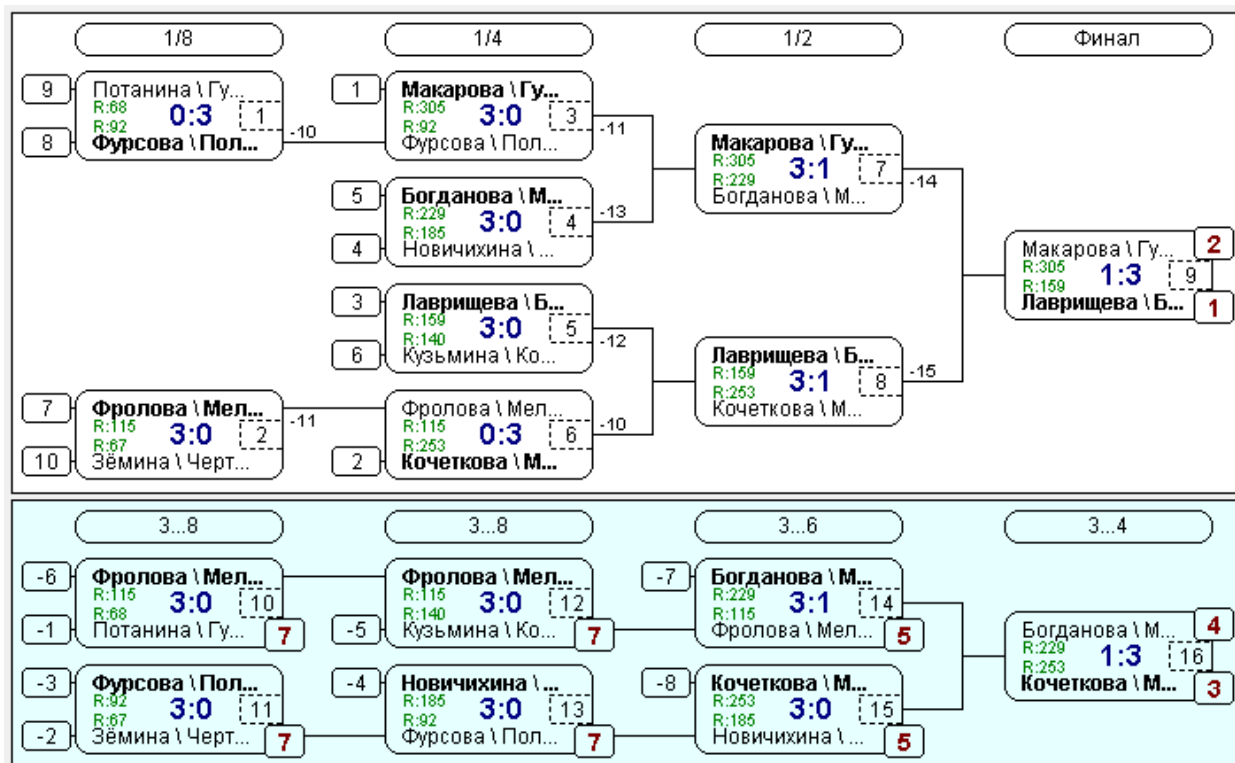 1/8 1/4 1/2 Финал
9 Потанина \ Гу...
R:68
R:92
0:3 1
-10
8 Фурсова \ Пол...
1 Макарова \ Гу...
R:305
R:92
3:0 3
-11
Фурсова \ Пол...
5 Богданова \ М...
R:229
R:185
3:0 4
-13
4 Новичихина \ ...
3 Лаврищева \ Б...
R:159
R:140
3:0 5
-12
6 Кузьмина \ Ко...
7 Фролова \ Мел...
R:115
R:67
3:0 2
-11
10 Зёмина \ Черт...
Фролова \ Мел...
R:115
R:253
0:3 6
-10
2 Кочеткова \ М...
Макарова \ Гу...
R:305
R:229
3:1 7
-14
Богданова \ М...
Лаврищева \ Б...
R:159
R:253
3:1 8
-15
Кочеткова \ М...
Макарова \ Гу... 2
R:305
R:159
1:3 9
Лаврищева \ Б... 1
3...8 3...8 3...6 3...4
-6 Фролова \ Мел...
R:115
R:68
3:0 10
-1 Потанина \ Гу... 7
-3 Фурсова \ Пол...
R:92
R:67
3:0 11
-2 Зёмина \ Черт... 7
Фролова \ Мел...
R:115
R:140
3:0 12
-5 Кузьмина \ Ко... 7
-4 Новичихина \ ...
R:185
R:92
3:0 13
Фурсова \ Пол... 7
-7 Богданова \ М...
R:229
R:115
3:1 14
Фролова \ Мел... 5
-8 Кочеткова \ М...
R:253
R:185
3:0 15
Новичихина \ ... 5
Богданова \ М... 4
R:229
R:253
1:3 16
Кочеткова \ М... 3